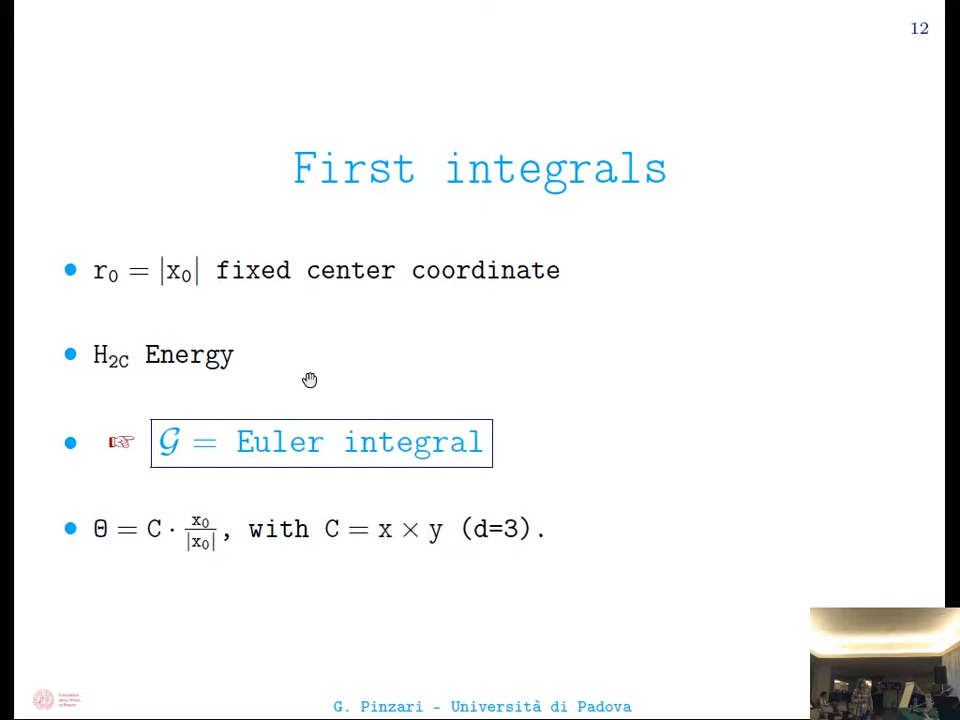 12
First integrals
• r₀ = |x₀| fixed center coordinate
• H₂C Energy
• ☞ 𝒢 = Euler integral
• Θ = C · x₀/|x₀|, with C = x × y (d=3).
G. Pinzari - Università di Padova